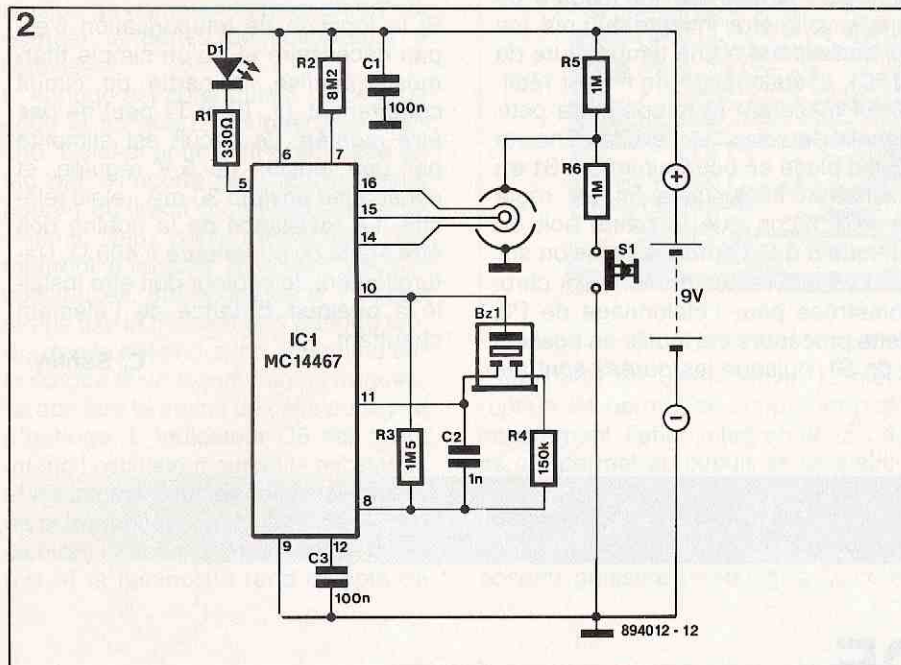 2
D1
R1
330Ω
R2
8M2
C1
100n
R5
1M
R6
1M
S1
+
9V
−
6
7
5
16
15
14
10
11
8
9
12
IC1
MC14467
Bz1
R3
1M5
C2
1n
R4
150k
C3
100n
894012 - 12